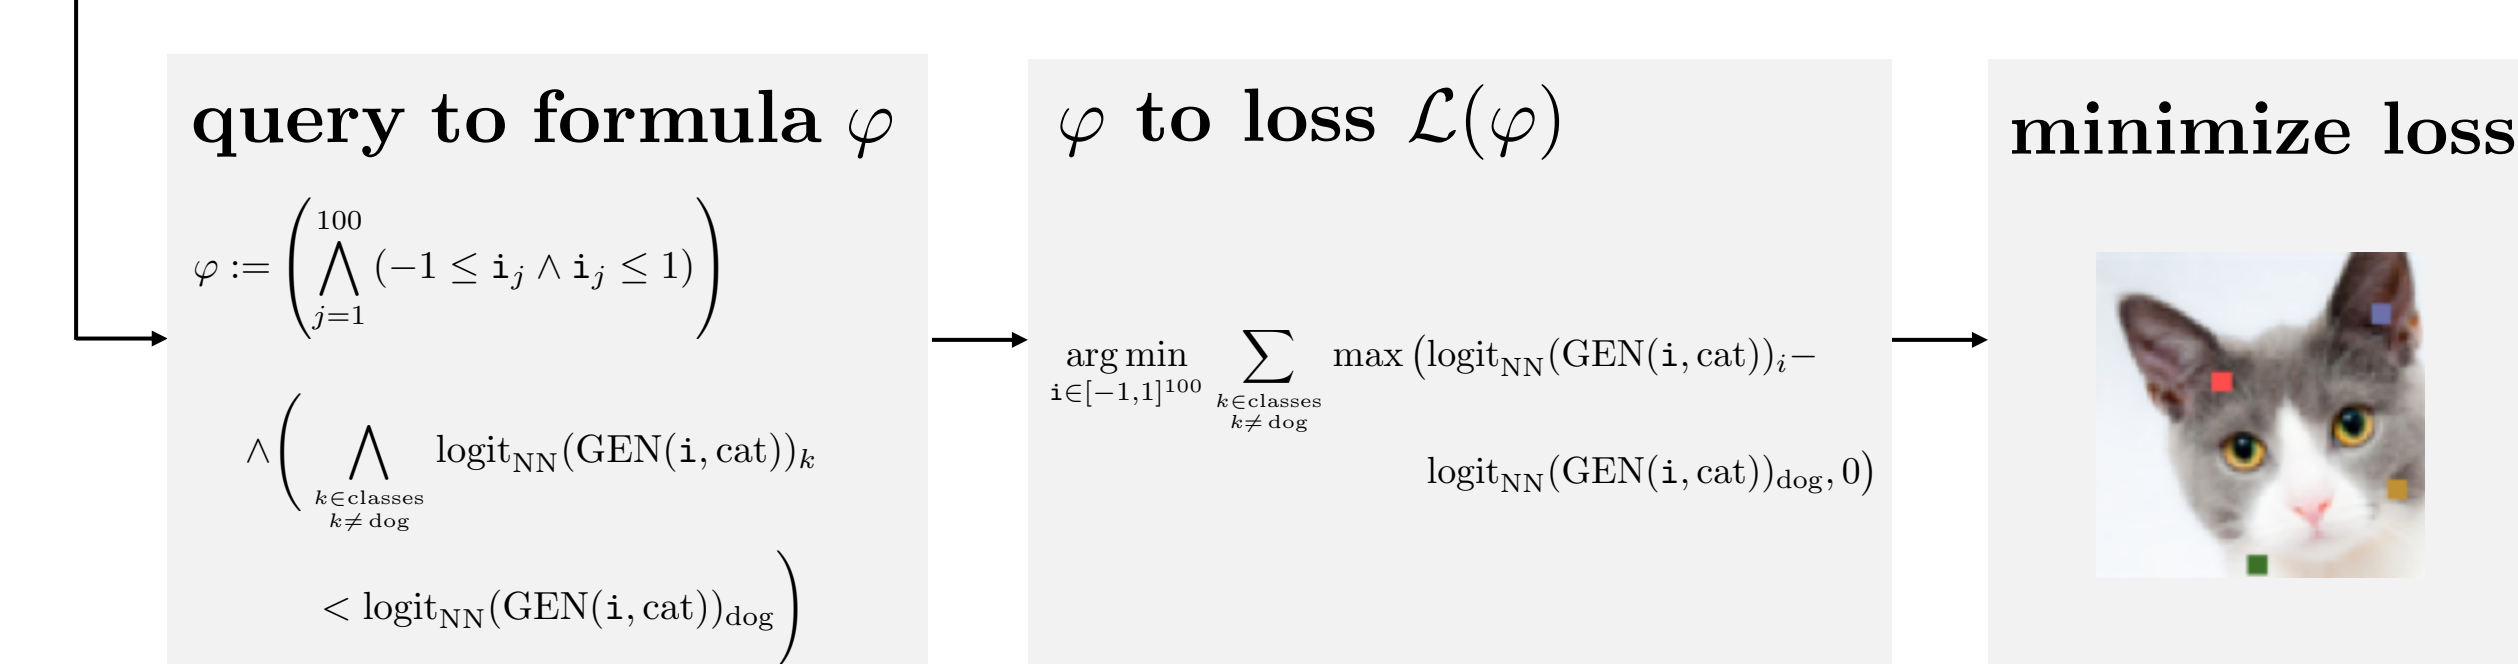 query to formula φ
φ := ( ⋀_{j=1}^{100} (−1 ≤ i_j ∧ i_j ≤ 1) )
∧ ( ⋀_{k∈classes k≠dog} logit_NN(GEN(i, cat))_k
< logit_NN(GEN(i, cat))_dog )
φ to loss ℒ(φ)
arg min_{i∈[−1,1]^{100}} ∑_{k∈classes k≠dog} max (logit_NN(GEN(i, cat))_i−
logit_NN(GEN(i, cat))_dog, 0)
minimize loss